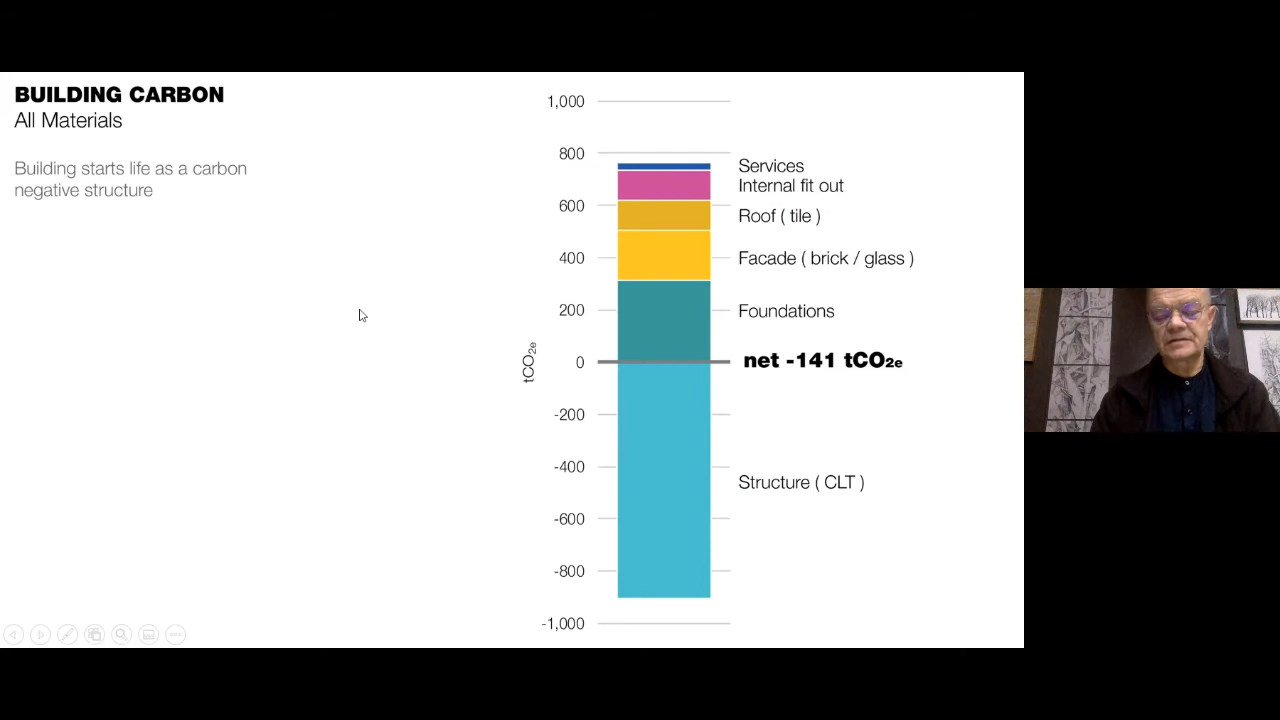 BUILDING CARBON
All Materials
Building starts life as a carbon
negative structure
1,000
800
Services
Internal fit out
600
Roof ( tile )
400
Facade ( brick / glass )
200
Foundations
tCO₂e
0
net -141 tCO₂e
-200
-400
Structure ( CLT )
-600
-800
-1,000